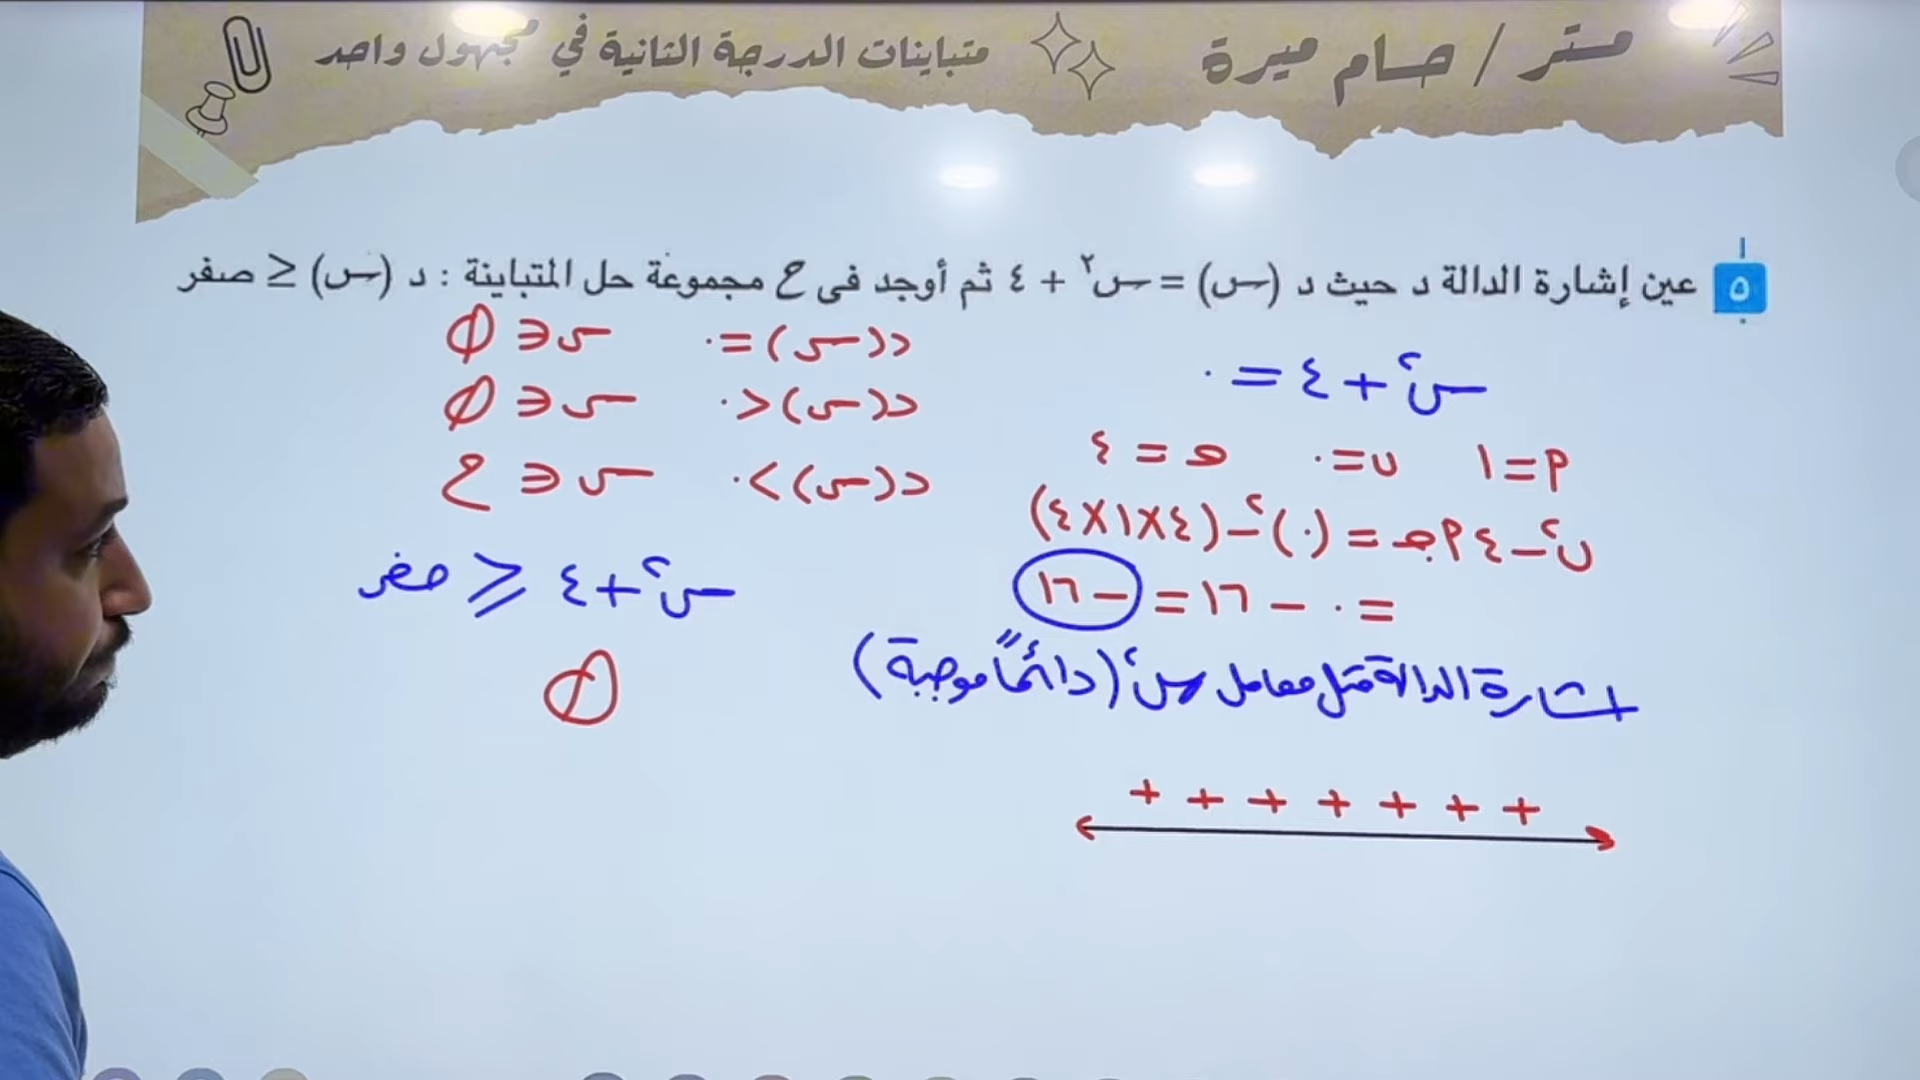 مستر / حسام ميرة
متباينات الدرجة الثانية في مجهول واحد
٥ عين إشارة الدالة د حيث د (س) = س٢ + ٤ ثم أوجد فى ح مجموعة حل المتباينة : د (س) ≤ صفر
س٢ + ٤ = ٠
أ = ١ ب = ٠ جـ = ٤
ب٢ − ٤ أ جـ = (٠)٢ − (٤×١×٤)
= ٠ − ١٦ = − ١٦
إشارة الدالة مثل معامل س٢ (دائماً موجبة)
+ + + + + + +
د(س) = ٠ س ∈ ∅
د(س) < ٠ س ∈ ∅
د(س) > ٠ س ∈ ح
س٢ + ٤ ≤ صفر
∅